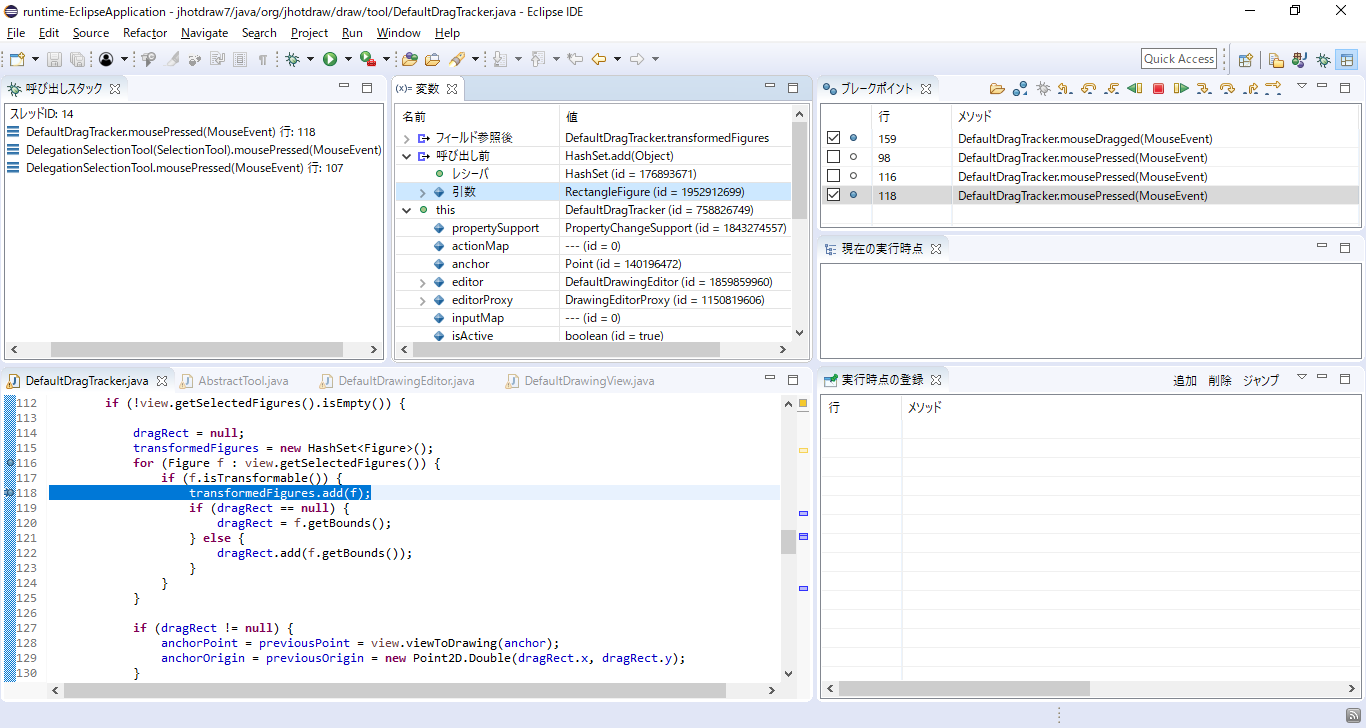 runtime-EclipseApplication - jhotdraw7/java/org/jhotdraw/draw/tool/DefaultDragTracker.java - Eclipse IDE
File Edit Source Refactor Navigate Search Project Run Window Help
Quick Access
呼び出しスタック
スレッドID: 14
DefaultDragTracker.mousePressed(MouseEvent) 行: 118
DelegationSelectionTool(SelectionTool).mousePressed(MouseEvent)
DelegationSelectionTool.mousePressed(MouseEvent) 行: 107
(x)= 変数
名前 値
フィールド参照後 DefaultDragTracker.transformedFigures
呼び出し前 HashSet.add(Object)
レシーバ HashSet (id = 176893671)
引数 RectangleFigure (id = 1952912699)
this DefaultDragTracker (id = 758826749)
propertySupport PropertyChangeSupport (id = 1843274557)
actionMap --- (id = 0)
anchor Point (id = 140196472)
editor DefaultDrawingEditor (id = 1859859960)
editorProxy DrawingEditorProxy (id = 1150819606)
inputMap --- (id = 0)
isActive boolean (id = true)
ブレークポイント
行 メソッド
159 DefaultDragTracker.mouseDragged(MouseEvent)
98 DefaultDragTracker.mousePressed(MouseEvent)
116 DefaultDragTracker.mousePressed(MouseEvent)
118 DefaultDragTracker.mousePressed(MouseEvent)
現在の実行時点
DefaultDragTracker.java AbstractTool.java DefaultDrawingEditor.java DefaultDrawingView.java
112 if (!view.getSelectedFigures().isEmpty()) {
113
114 dragRect = null;
115 transformedFigures = new HashSet<Figure>();
116 for (Figure f : view.getSelectedFigures()) {
117 if (f.isTransformable()) {
118 transformedFigures.add(f);
119 if (dragRect == null) {
120 dragRect = f.getBounds();
121 } else {
122 dragRect.add(f.getBounds());
123 }
124 }
125 }
126
127 if (dragRect != null) {
128 anchorPoint = previousPoint = view.viewToDrawing(anchor);
129 anchorOrigin = previousOrigin = new Point2D.Double(dragRect.x, dragRect.y);
130 }
実行時点の登録 追加 削除 ジャンプ
行 メソッド